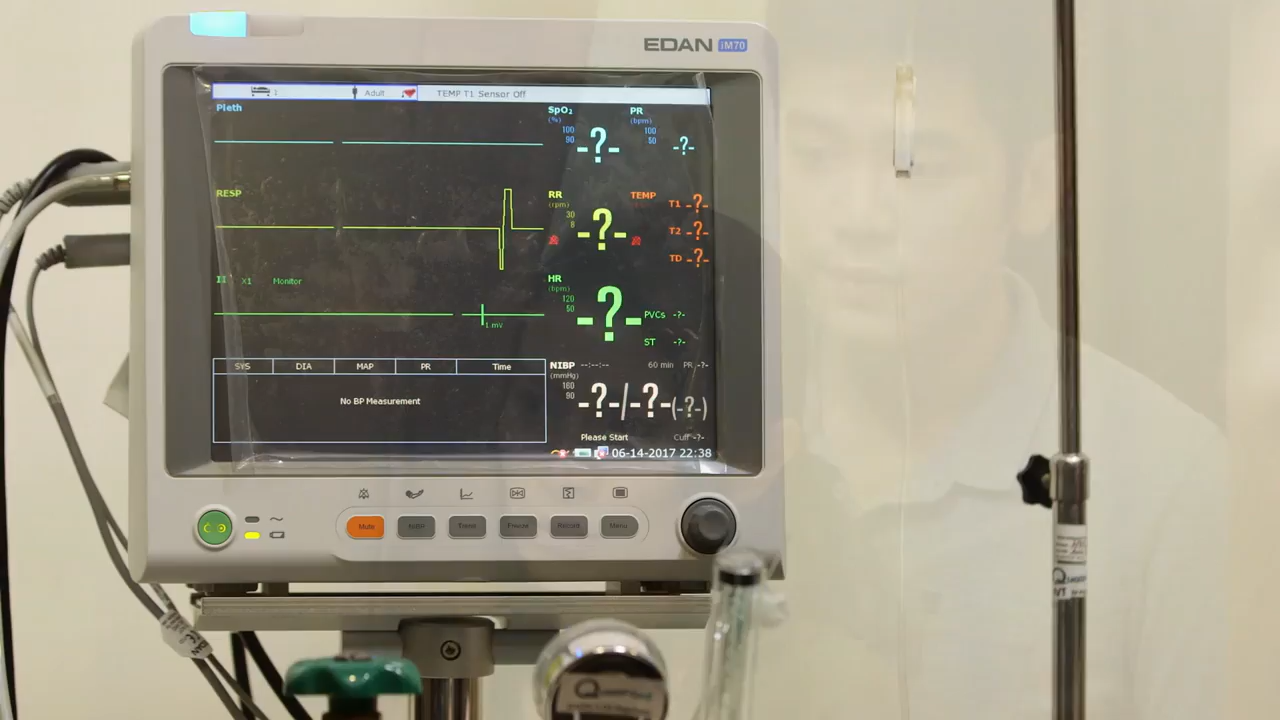 EDAN iM70
1 Adult TEMP T1 Sensor Off
Pleth
SpO₂
(%)
100
90
-?-
PR
(bpm)
100
50
-?-
RESP
RR
(rpm)
30
8
-?-
TEMP
T1 -?-
T2 -?-
TD -?-
II X1 Monitor
1 mV
HR
(bpm)
120
50
-?-
PVCs -?-
ST -?-
SYS DIA MAP PR Time
No BP Measurement
NIBP --:--:-- 60 min PR -?-
(mmHg)
160
90
-?-/-?-(-?-)
Please Start Cuff -?-
06-14-2017 22:38
Mute NIBP Trend Freeze Record Menu
EDAN